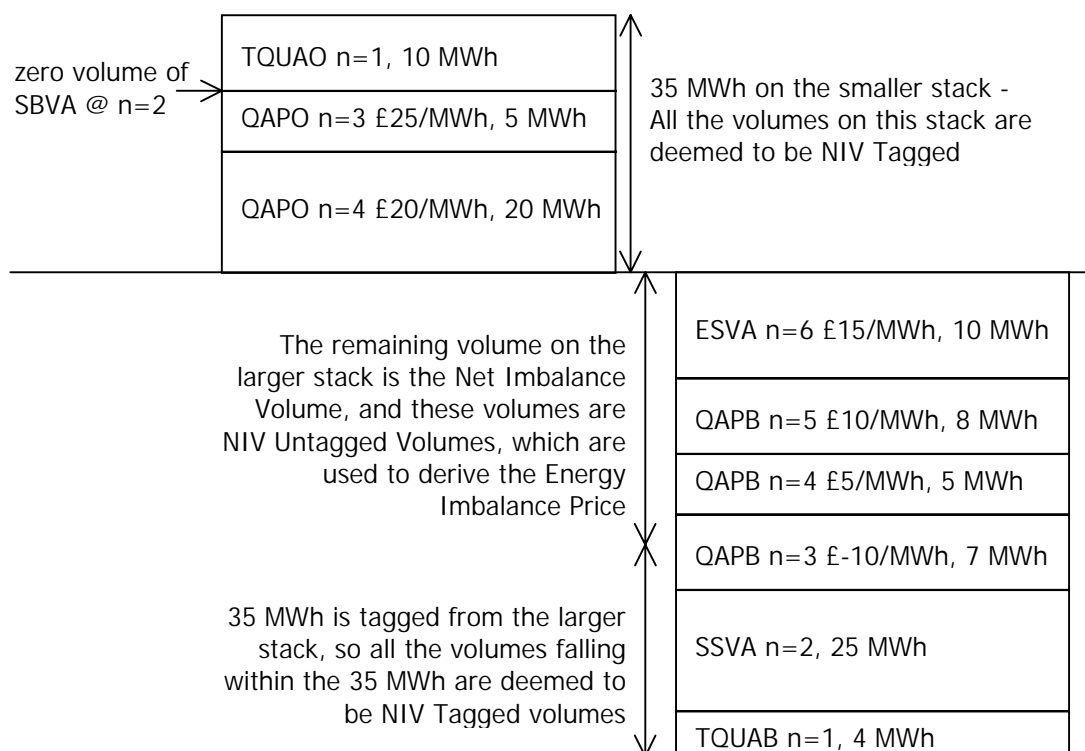 TQUAO n=1, 10 MWh
zero volume of
SBVA @ n=2
QAPO n=3 £25/MWh, 5 MWh
QAPO n=4 £20/MWh, 20 MWh
35 MWh on the smaller stack -
All the volumes on this stack are
deemed to be NIV Tagged
The remaining volume on the
larger stack is the Net Imbalance
Volume, and these volumes are
NIV Untagged Volumes, which are
used to derive the Energy
Imbalance Price
35 MWh is tagged from the larger
stack, so all the volumes falling
within the 35 MWh are deemed to
be NIV Tagged volumes
ESVA n=6 £15/MWh, 10 MWh
QAPB n=5 £10/MWh, 8 MWh
QAPB n=4 £5/MWh, 5 MWh
QAPB n=3 £-10/MWh, 7 MWh
SSVA n=2, 25 MWh
TQUAB n=1, 4 MWh